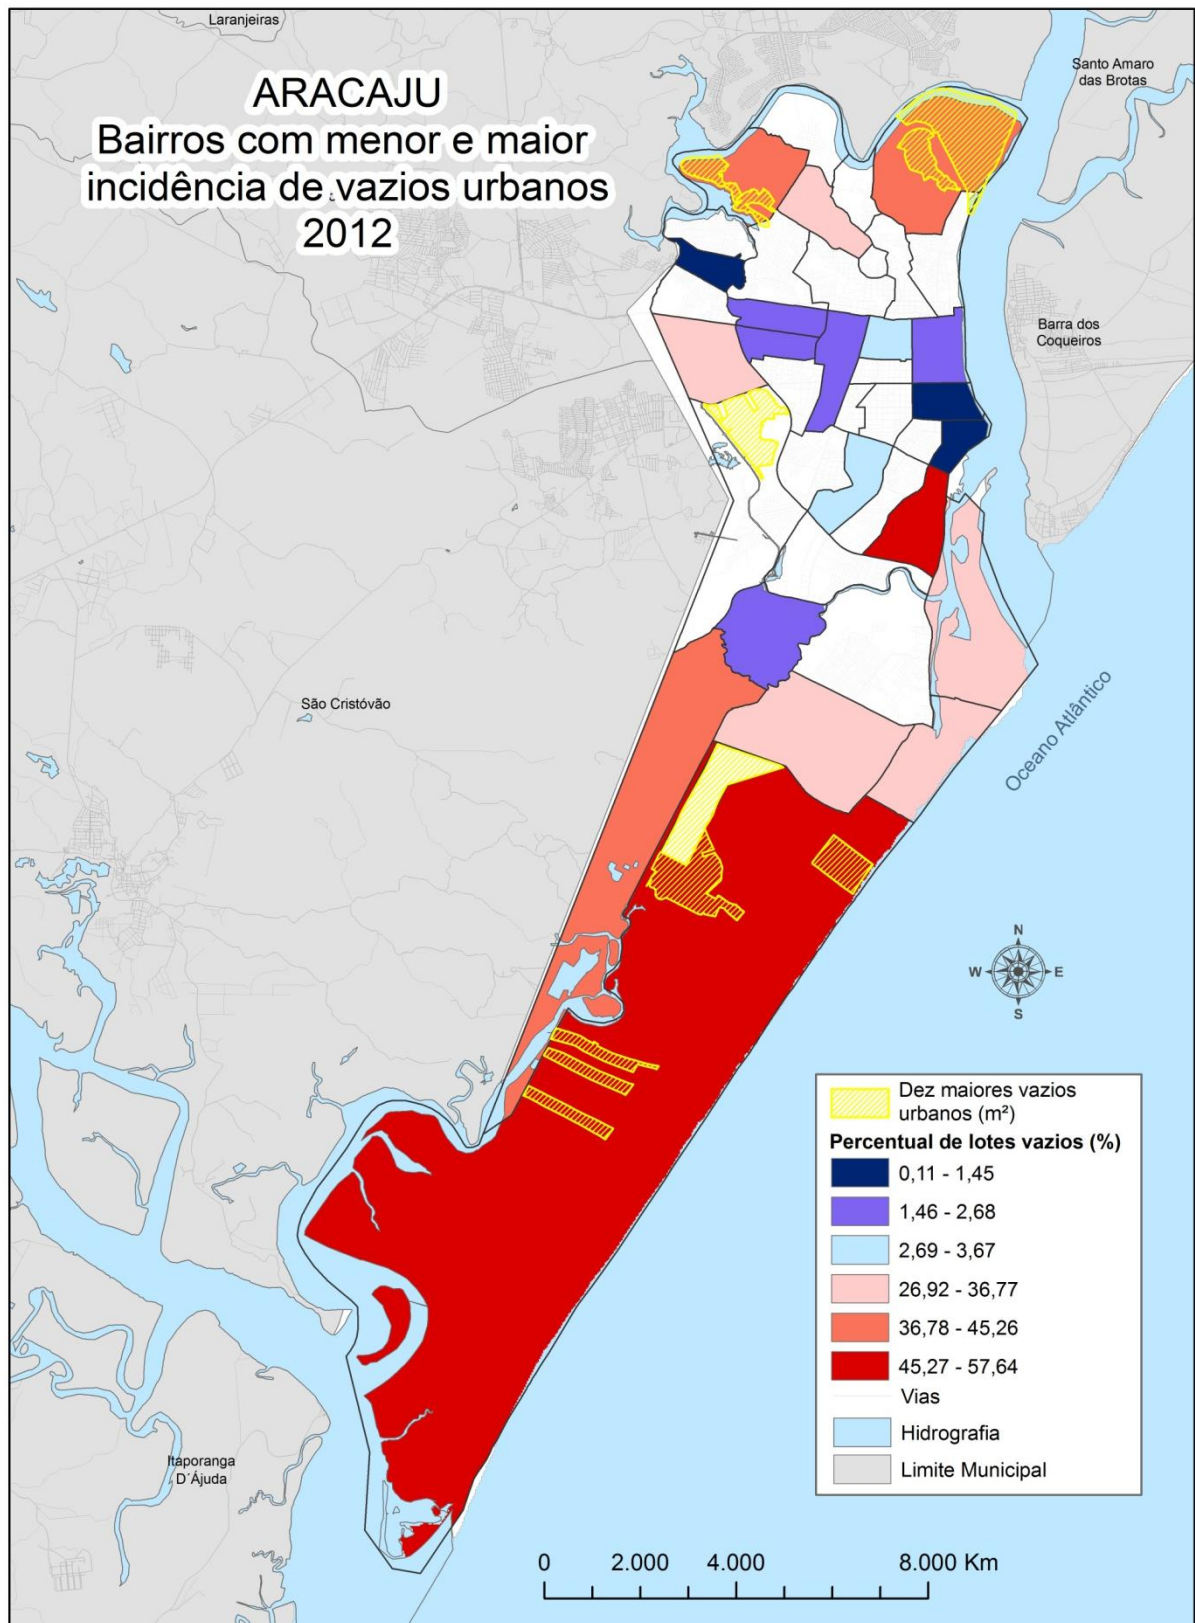 Laranjeiras
Santo Amaro
das Brotas
ARACAJU
Bairros com menor e maior
incidência de vazios urbanos
2012
Barra dos
Coqueiros
São Cristóvão
Oceano Atlântico
N
W
E
S
Dez maiores vazios
urbanos (m²)
Percentual de lotes vazios (%)
0,11 - 1,45
1,46 - 2,68
2,69 - 3,67
26,92 - 36,77
36,78 - 45,26
45,27 - 57,64
Vias
Hidrografia
Limite Municipal
Itaporanga
D´Ájuda
0 2.000 4.000 8.000 Km